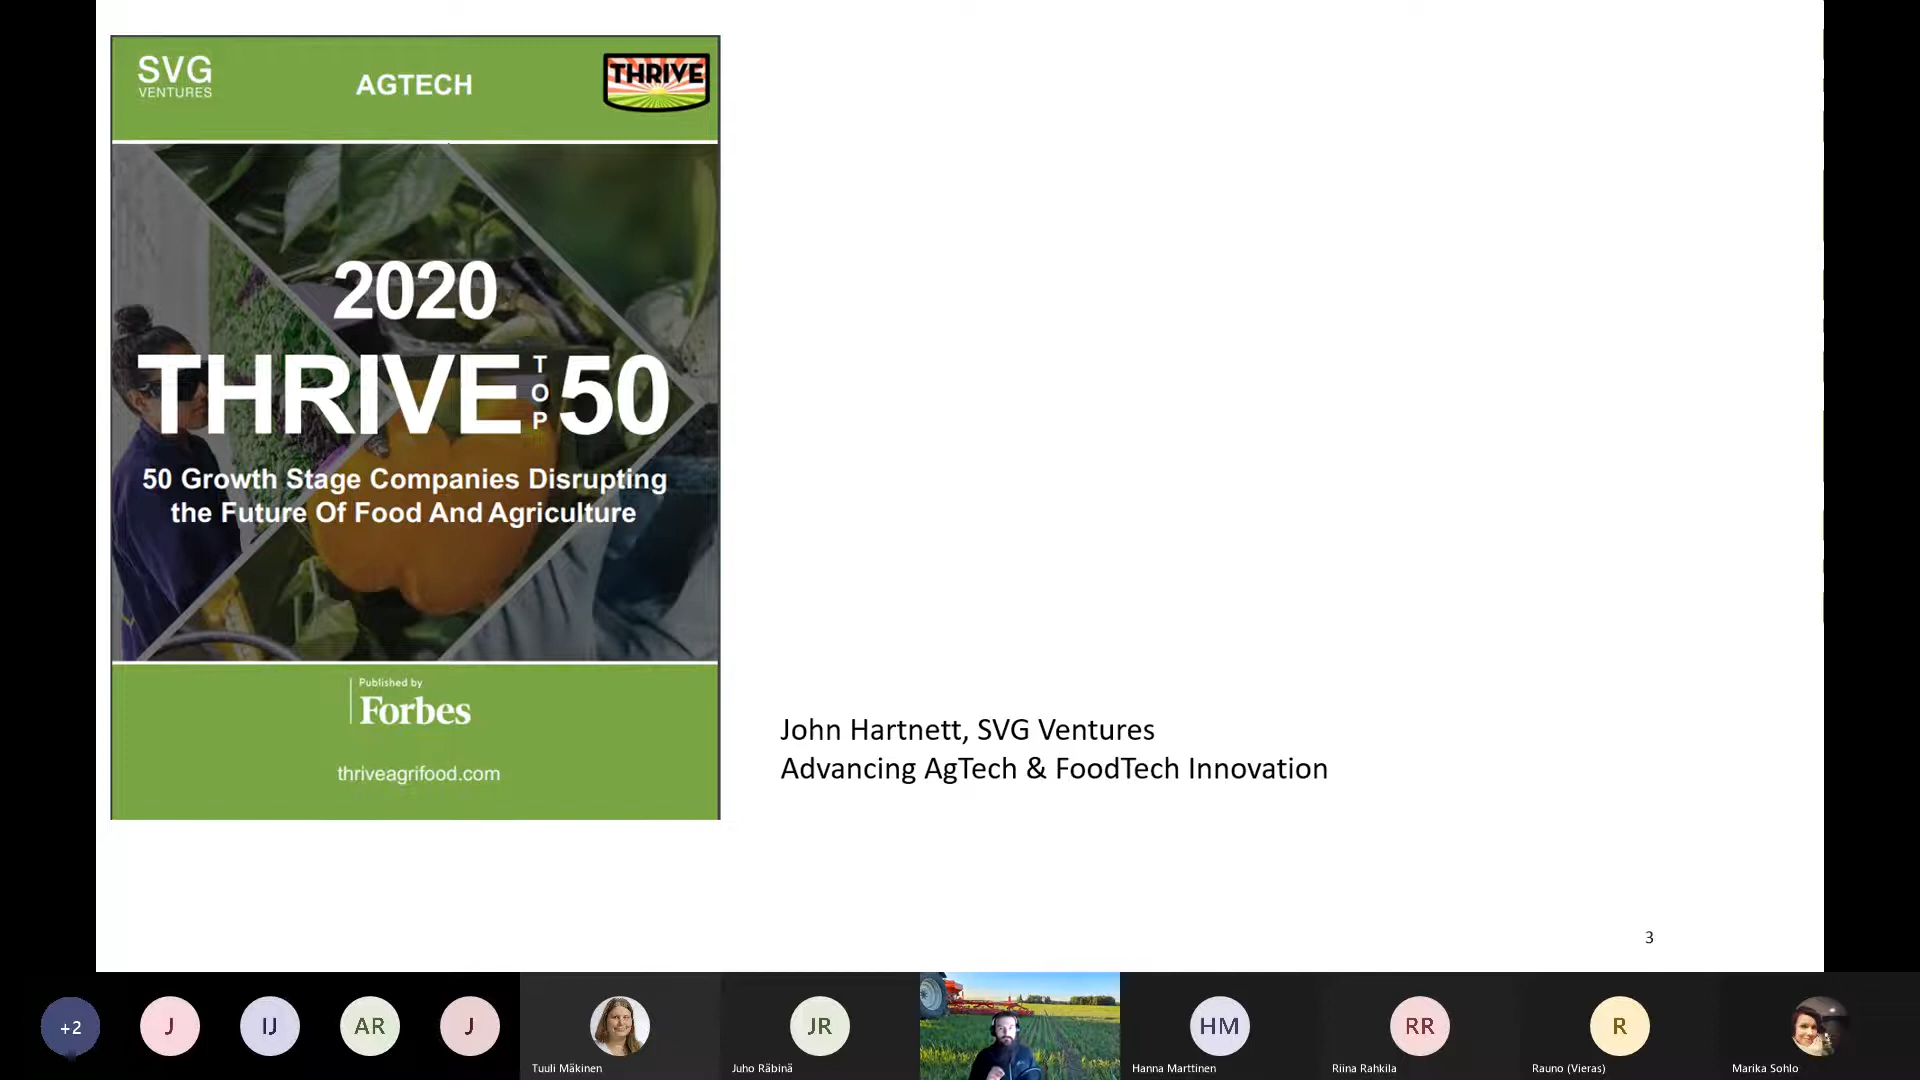 SVG
VENTURES
AGTECH
THRIVE
2020
THRIVE TOP 50
50 Growth Stage Companies Disrupting
the Future Of Food And Agriculture
Published by
Forbes
thriveagrifood.com
John Hartnett, SVG Ventures
Advancing AgTech & FoodTech Innovation
3
+2
J
IJ
AR
J
Tuuli Mäkinen
JR
Juho Räbinä
HM
Hanna Marttinen
RR
Riina Rahkila
R
Rauno (Vieras)
Marika Sohlo